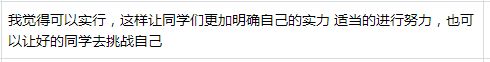 我觉得可以实行，这样让同学们更加明确自己的实力 适当的进行努力，也可
以让好的同学去挑战自己